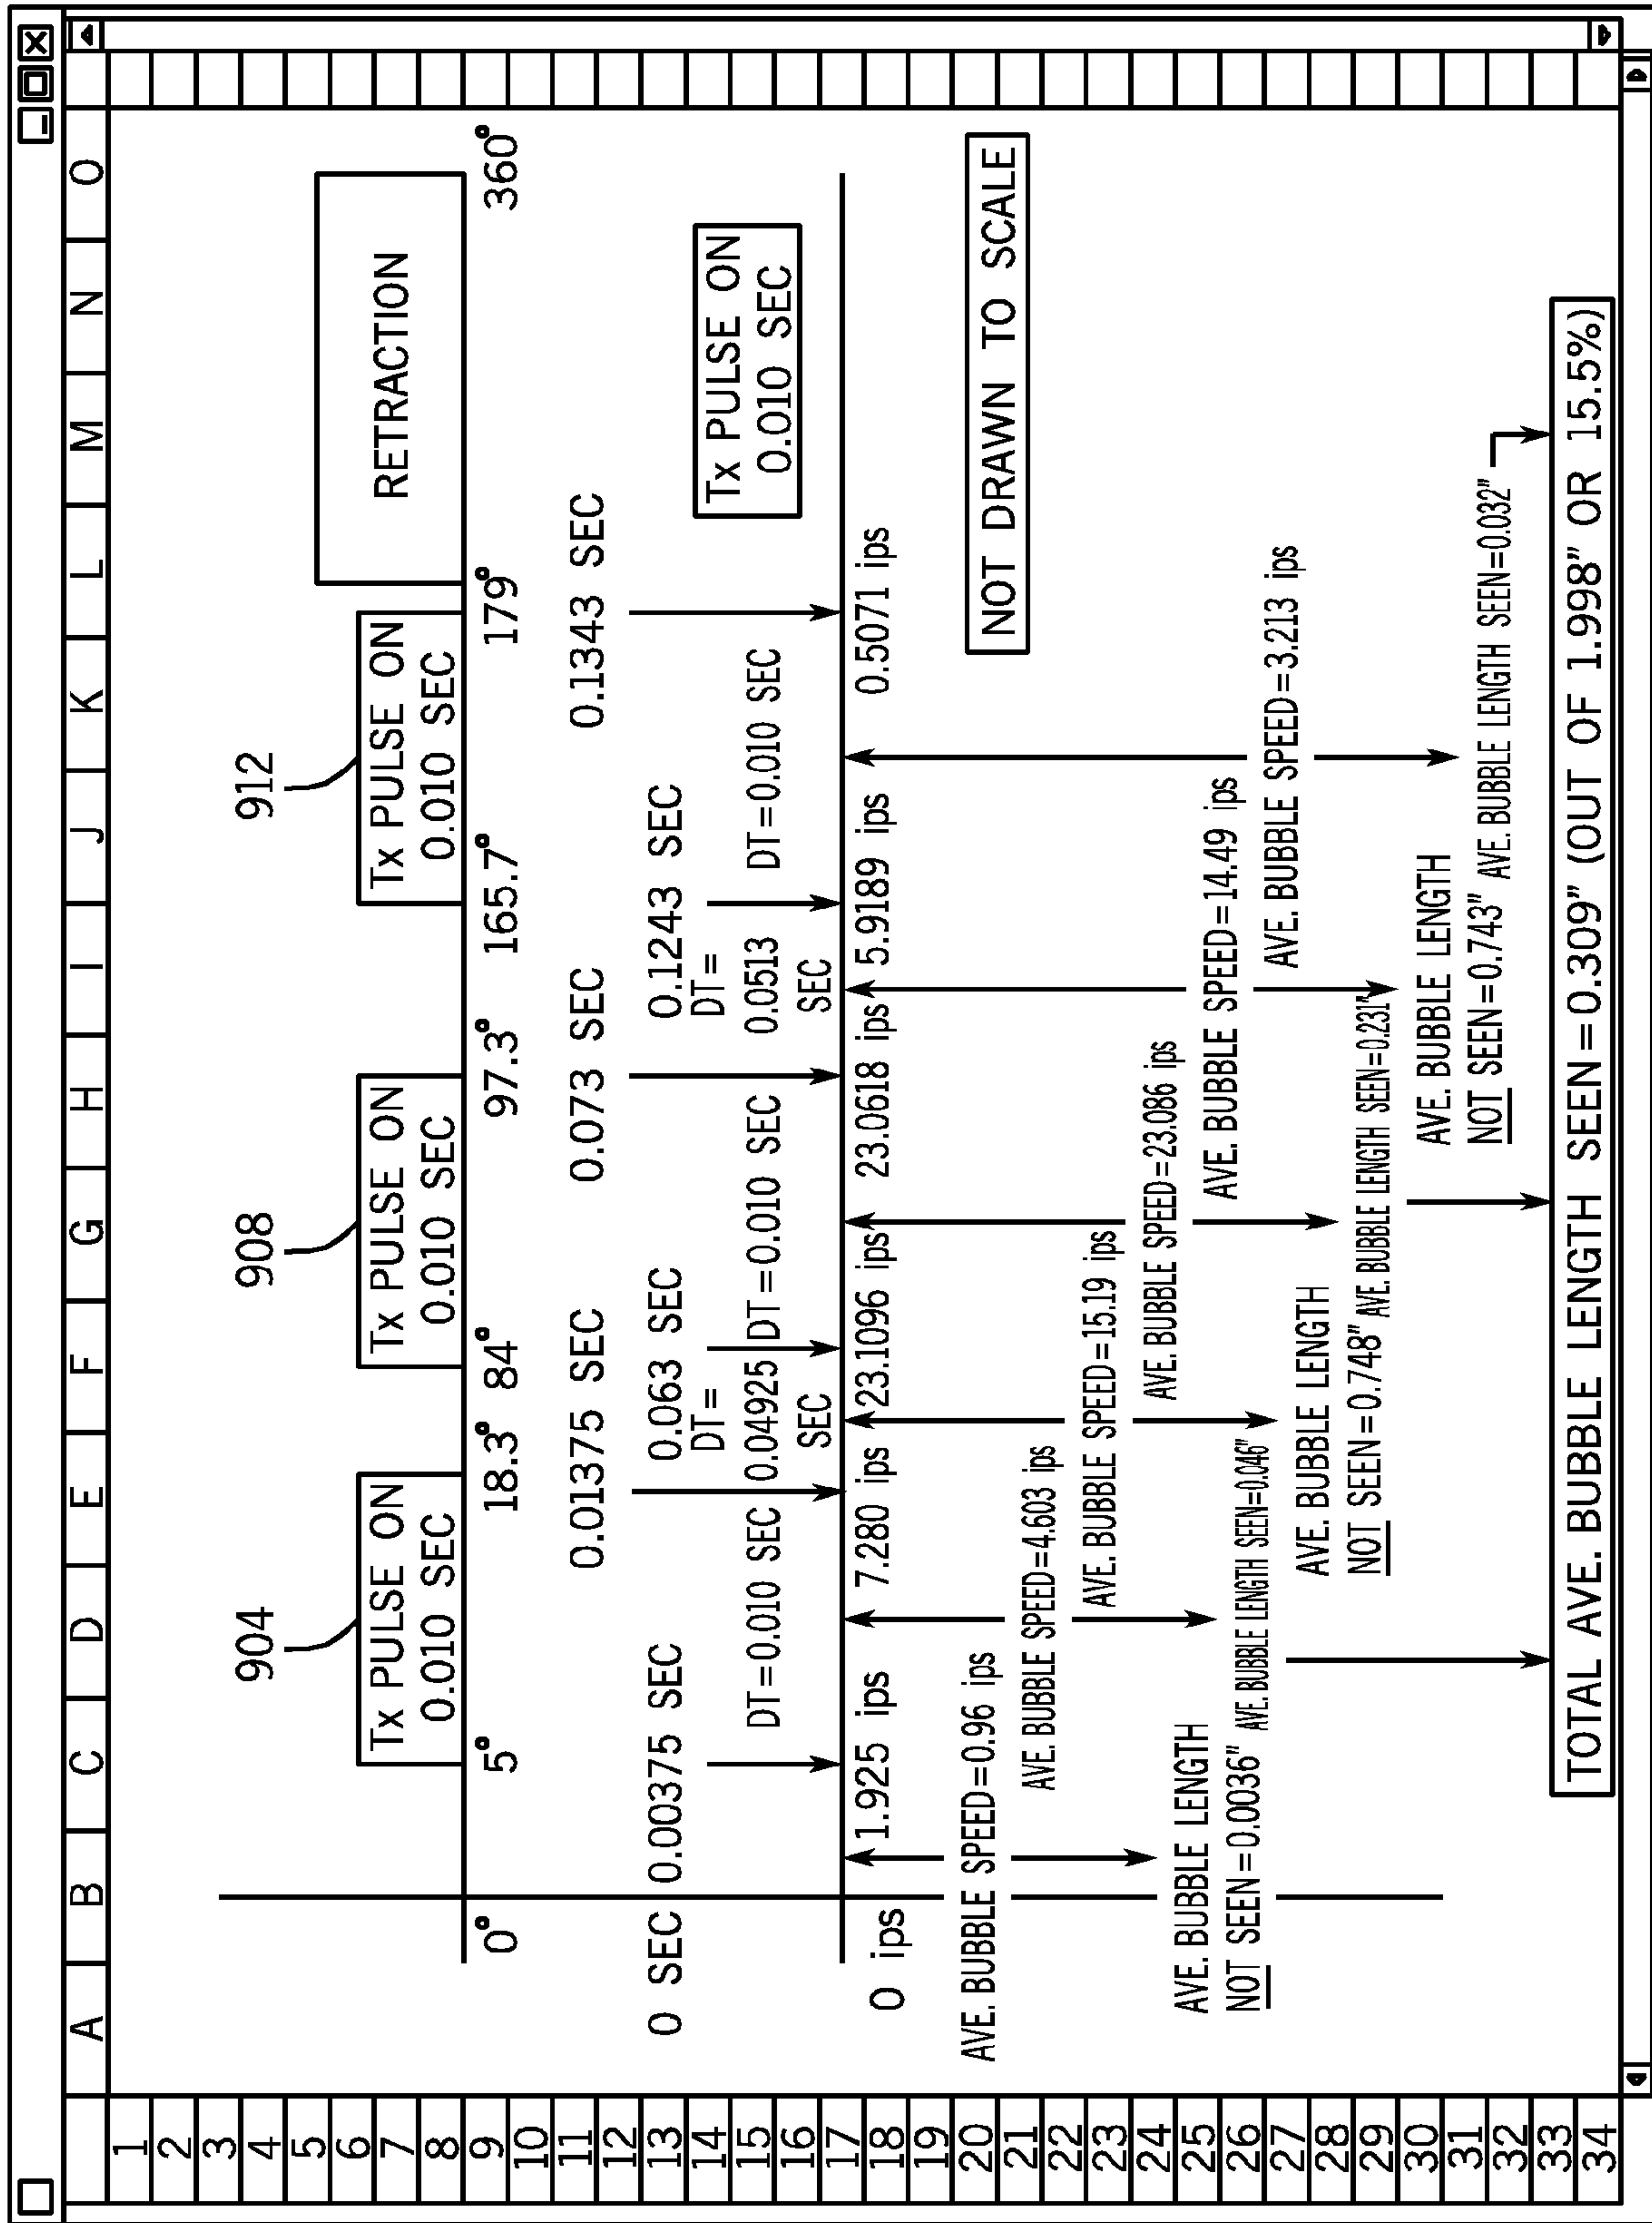 A B C D E F G H I J K L M N O
1
2
3
4
5
6
7
8
9
10
11
12
13
14
15
16
17
18
19
20
21
22
23
24
25
26
27
28
29
30
31
32
33
34
904
908
912
Tx PULSE ON
0.010 SEC
Tx PULSE ON
0.010 SEC
Tx PULSE ON
0.010 SEC
RETRACTION
0° 5° 18.3° 84° 97.3° 165.7° 179° 360°
0.01375 SEC 0.073 SEC 0.1343 SEC
0 SEC 0.00375 SEC 0.063 SEC 0.1243 SEC
DT=0.010 SEC
DT=
0.04925
SEC
DT=0.010 SEC
DT=
0.0513
SEC
DT=0.010 SEC
Tx PULSE ON
0.010 SEC
0 ips 1.925 ips 7.280 ips 23.1096 ips 23.0618 ips 5.9189 ips 0.5071 ips
NOT DRAWN TO SCALE
AVE. BUBBLE SPEED=0.96 ips
AVE. BUBBLE SPEED=4.603 ips
AVE. BUBBLE SPEED=15.19 ips
AVE. BUBBLE SPEED=23.086 ips
AVE. BUBBLE SPEED=14.49 ips
AVE. BUBBLE SPEED=3.213 ips
AVE. BUBBLE LENGTH
NOT SEEN=0.0036"
AVE. BUBBLE LENGTH SEEN=0.046"
AVE. BUBBLE LENGTH
NOT SEEN=0.748"
AVE. BUBBLE LENGTH SEEN=0.231"
AVE. BUBBLE LENGTH
NOT SEEN=0.743"
AVE. BUBBLE LENGTH SEEN=0.032"
TOTAL AVE. BUBBLE LENGTH SEEN=0.309" (OUT OF 1.998" OR 15.5%)